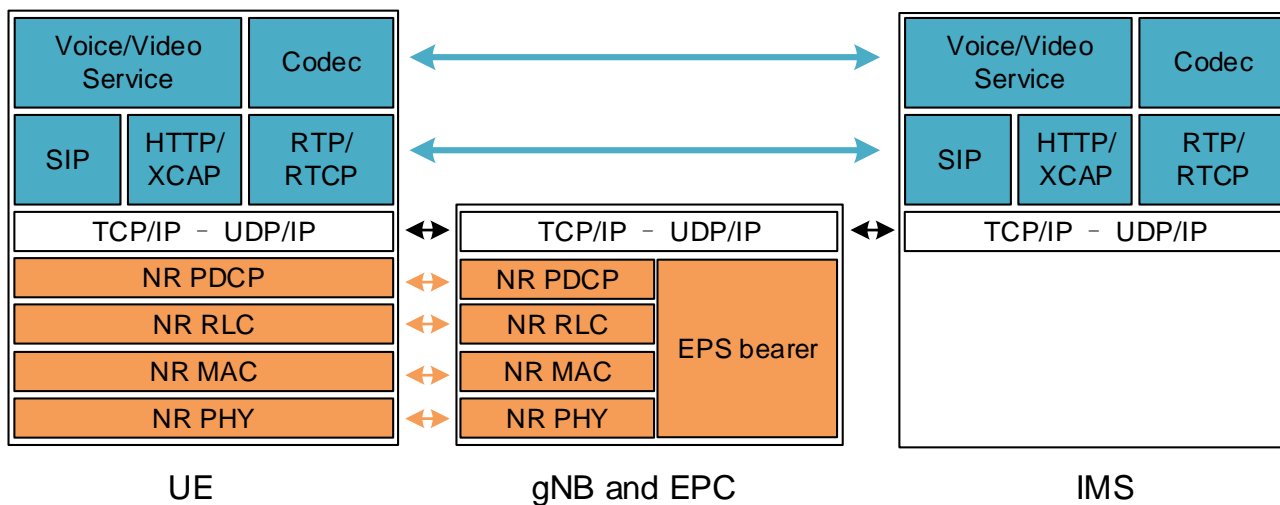 Voice/Video
Service
Codec
SIP
HTTP/
XCAP
RTP/
RTCP
TCP/IP - UDP/IP
NR PDCP
NR RLC
NR MAC
NR PHY
UE
TCP/IP - UDP/IP
NR PDCP
NR RLC
NR MAC
NR PHY
EPS bearer
gNB and EPC
Voice/Video
Service
Codec
SIP
HTTP/
XCAP
RTP/
RTCP
TCP/IP - UDP/IP
IMS